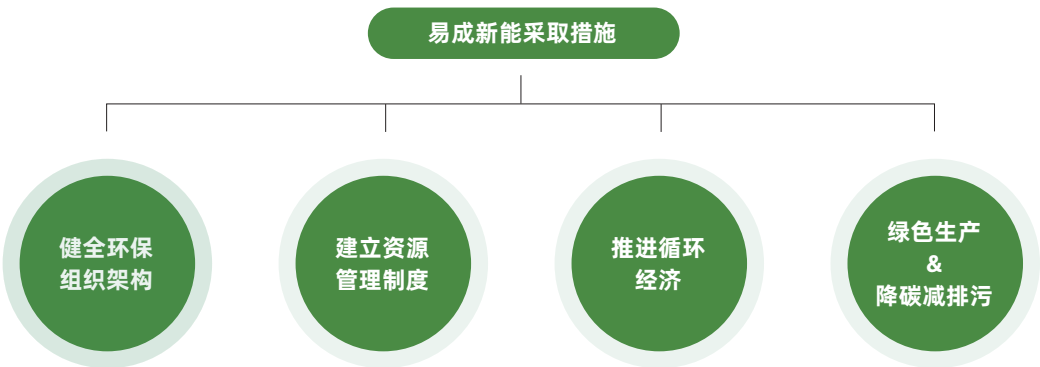 易成新能采取措施
健全环保
组织架构
建立资源
管理制度
推进循环
经济
绿色生产
&
降碳减排污